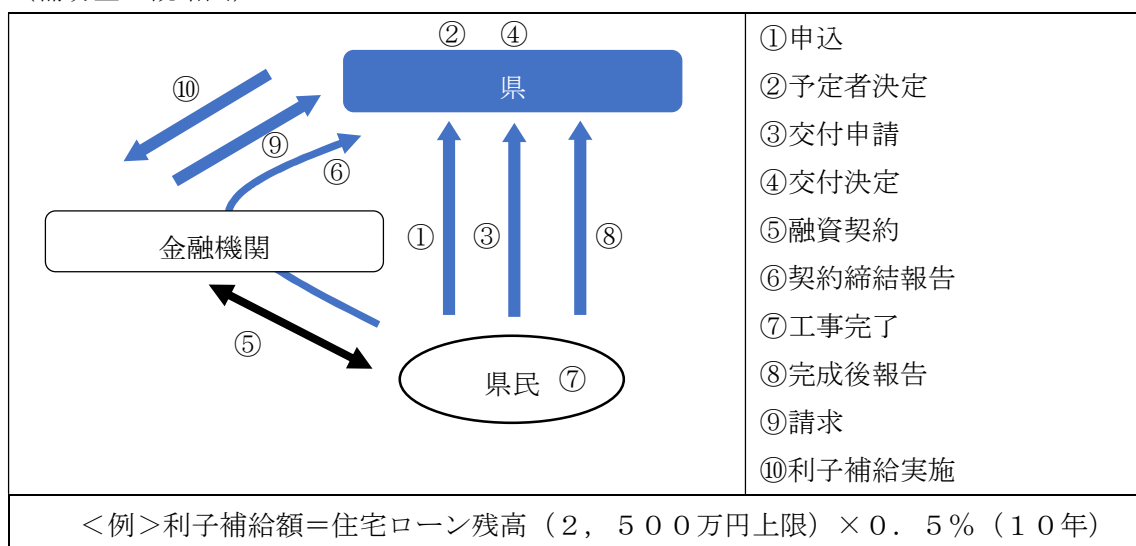 ② ④
県
⑩
⑨
⑥
金融機関
① ③ ⑧
⑤
県民 ⑦
①申込
②予定者決定
③交付申請
④交付決定
⑤融資契約
⑥契約締結報告
⑦工事完了
⑧完成後報告
⑨請求
⑩利子補給実施
<例>利子補給額=住宅ローン残高(2,500万円上限)×0.5%(10年)